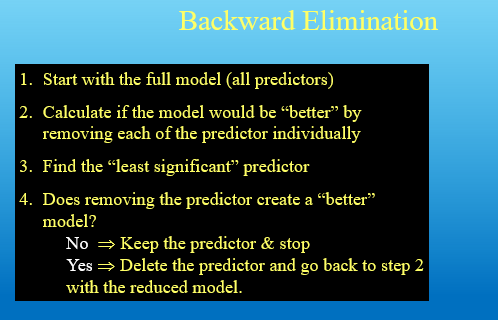 Backward Elimination
1. Start with the full model (all predictors)
2. Calculate if the model would be “better” by
removing each of the predictor individually
3. Find the “least significant” predictor
4. Does removing the predictor create a “better”
model?
No ⇒ Keep the predictor & stop
Yes ⇒ Delete the predictor and go back to step 2
with the reduced model.